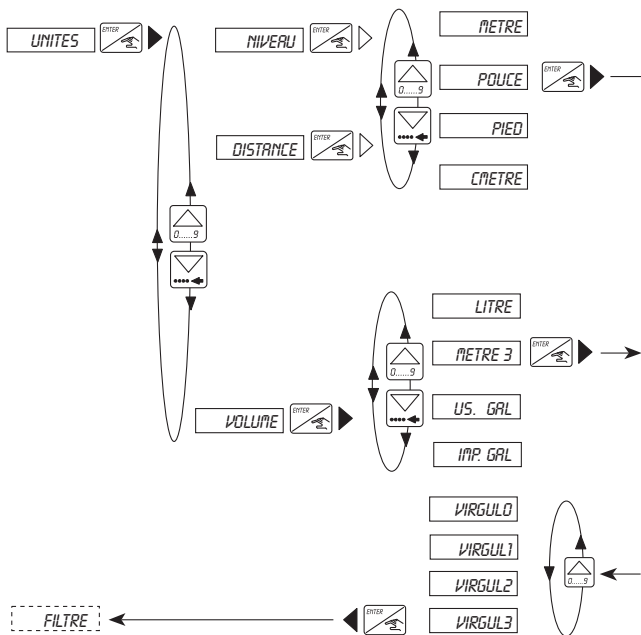 UNITES
ENTER
NIVEAU
ENTER
DISTANCE
ENTER
0......9
METRE
POUCE
ENTER
PIED
CMETRE
0......9
VOLUME
ENTER
0......9
LITRE
METRE 3
ENTER
US. GAL
IMP. GAL
VIRGUL0
VIRGUL1
VIRGUL2
VIRGUL3
0......9
ENTER
FILTRE